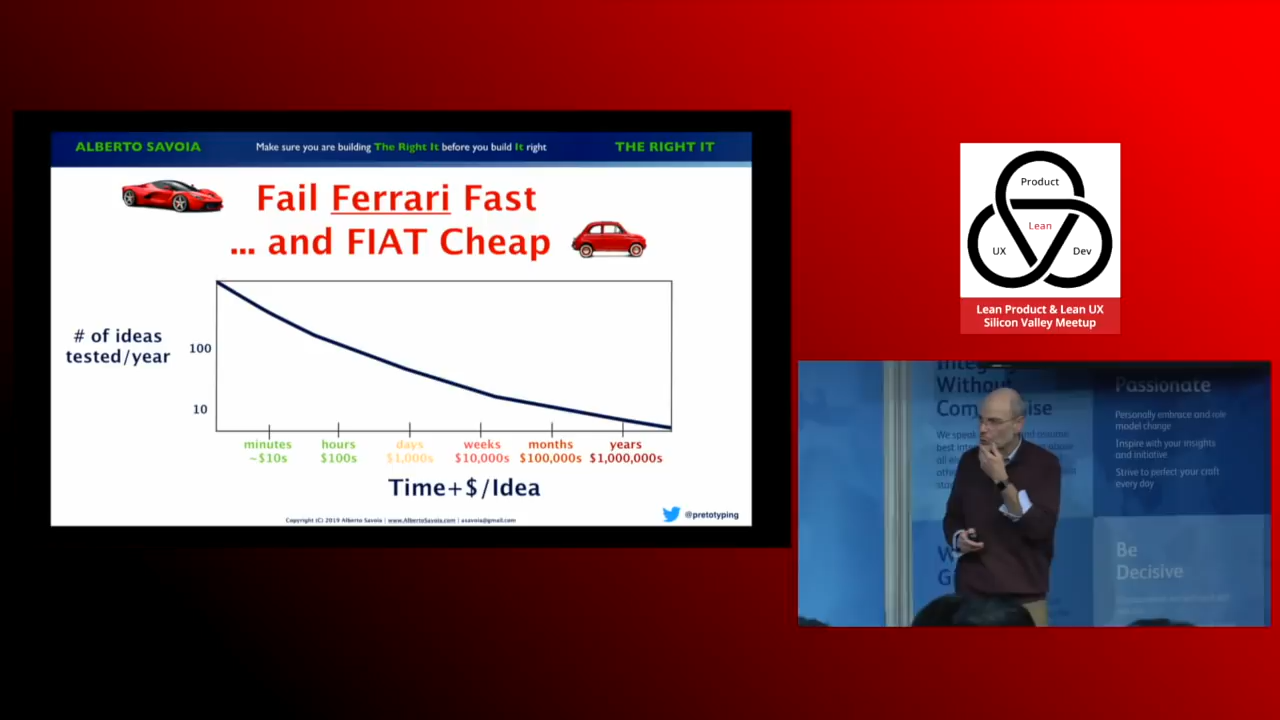 ALBERTO SAVOIA
Make sure you are building The Right It before you build It right
THE RIGHT IT
Fail Ferrari Fast
... and FIAT Cheap
# of ideas
tested/year
100
10
minutes
~$10s
hours
$100s
days
$1,000s
weeks
$10,000s
months
$100,000s
years
$1,000,000s
Time+$/Idea
Copyright (C) 2019 Alberto Savoia | www.AlbertoSavoia.com | asavoia@gmail.com
@pretotyping
Product
Lean
UX
Dev
Lean Product & Lean UX
Silicon Valley Meetup
Without
We speak
Passionate
Personally embrace and role
model change
Inspire with your insights
and initiative
Strive to perfect your craft
every day
Be
Decisive